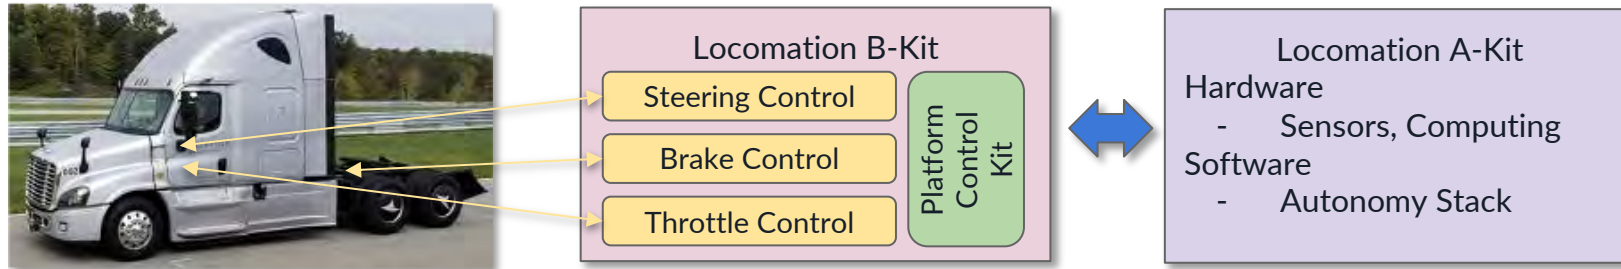 Locomation B-Kit
Steering Control
Brake Control
Throttle Control
Platform
Control
Kit
Locomation A-Kit
Hardware
- Sensors, Computing
Software
- Autonomy Stack